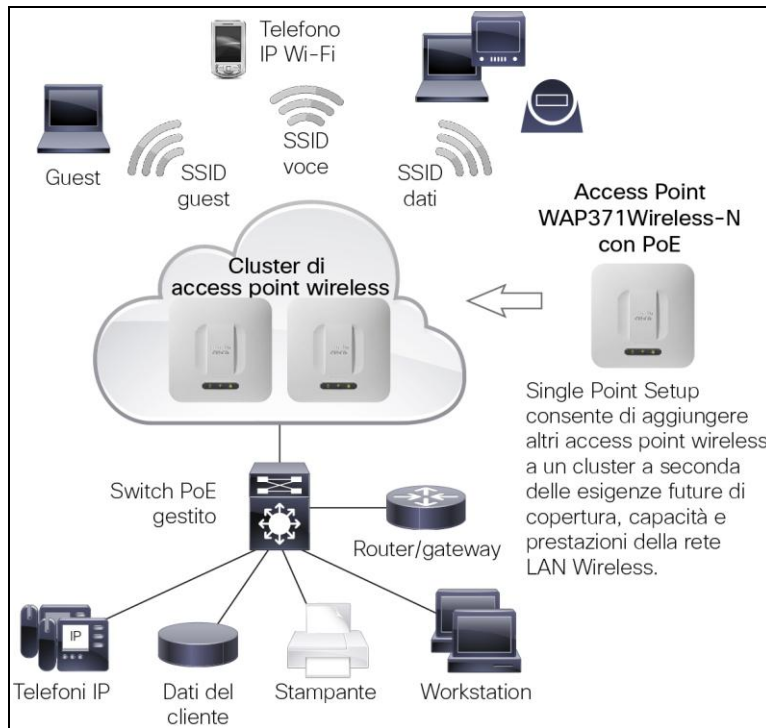 Telefono
IP Wi-Fi
Guest
SSID
guest
SSID
voce
SSID
dati
Access Point
WAP371Wireless-N
con PoE
Cluster di
access point wireless
Single Point Setup
consente di aggiungere
altri access point wireless
a un cluster a seconda
delle esigenze future di
copertura, capacità e
prestazioni della rete
LAN Wireless.
Switch PoE
gestito
Router/gateway
IP
Telefoni IP
Dati del
cliente
Stampante
Workstation